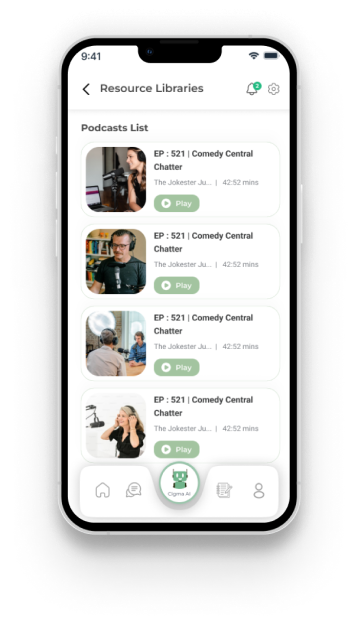 9:41
Resource Libraries
2
Podcasts List
EP : 521 | Comedy Central
Chatter
The Jokester Ju... | 42:52 mins
Play
EP : 521 | Comedy Central
Chatter
The Jokester Ju... | 42:52 mins
Play
EP : 521 | Comedy Central
Chatter
The Jokester Ju... | 42:52 mins
Play
EP : 521 | Comedy Central
Chatter
The Jokester Ju... | 42:52 mins
Play
Cigma AI